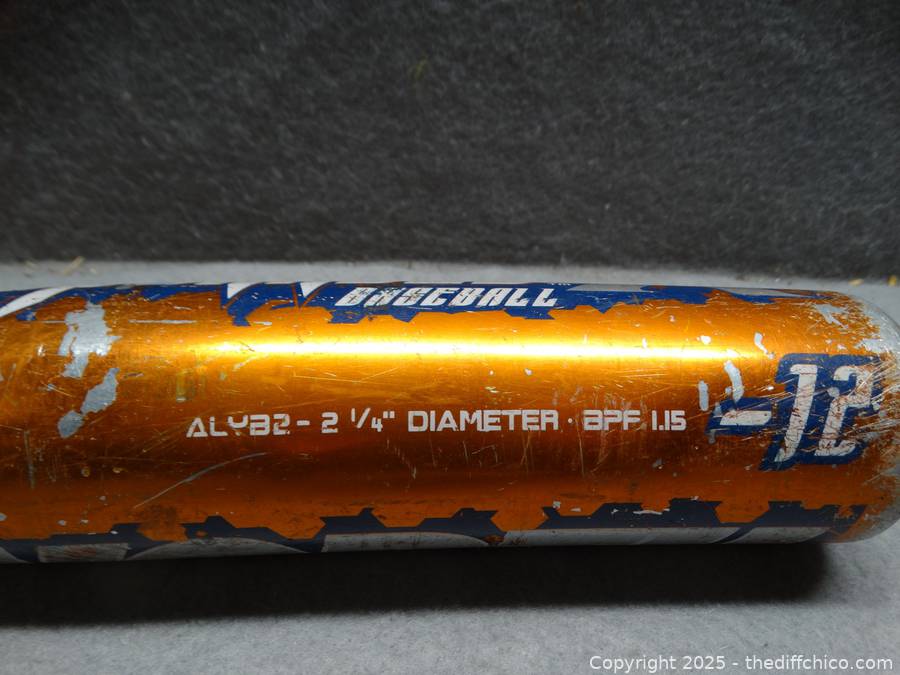 BASEBALL
ALYB2 - 2 1/4" DIAMETER · BPF 1.15
-12
Copyright 2025 - thediffchico.com